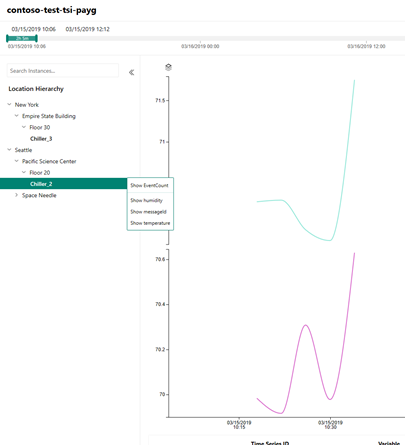 contoso-test-tsi-payg
03/15/2019 10:06 03/15/2019 12:12
2h 5m
03/15/2019 10:06 03/16/2019 00:00 03/16/2019 12:00
Search Instances...
Location Hierarchy
New York
Empire State Building
Floor 30
Chiller_3
Seattle
Pacific Science Center
Floor 20
Chiller_2
Space Needle
Show EventCount
Show humidity
Show messageId
Show temperature
71.5
71
70.6
70.4
70.2
70
03/15/2019
10:15
03/15/2019
10:30
Time Series ID Variable